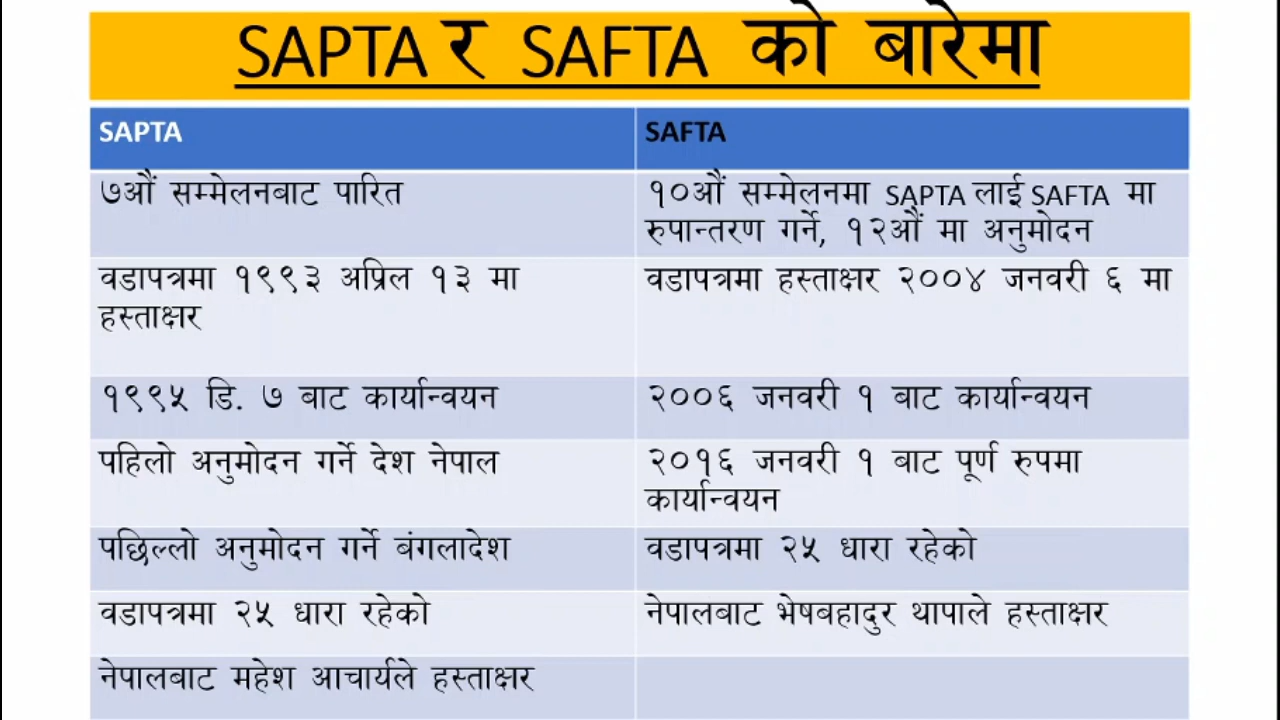 SAPTA र SAFTA को बारेमा
SAPTA
SAFTA
७औं सम्मेलनबाट पारित
१०औं सम्मेलनमा SAPTA लाई SAFTA मा
रुपान्तरण गर्ने, १२औं मा अनुमोदन
वडापत्रमा १९९३ अप्रिल १३ मा
हस्ताक्षर
वडापत्रमा हस्ताक्षर २००४ जनवरी ६ मा
१९९५ डि. ७ बाट कार्यान्वयन
२००६ जनवरी १ बाट कार्यान्वयन
पहिलो अनुमोदन गर्ने देश नेपाल
२०१६ जनवरी १ बाट पूर्ण रुपमा
कार्यान्वयन
पछिल्लो अनुमोदन गर्ने बंगलादेश
वडापत्रमा २५ धारा रहेको
वडापत्रमा २५ धारा रहेको
नेपालबाट भेषबहादुर थापाले हस्ताक्षर
नेपालबाट महेश आचार्यले हस्ताक्षर